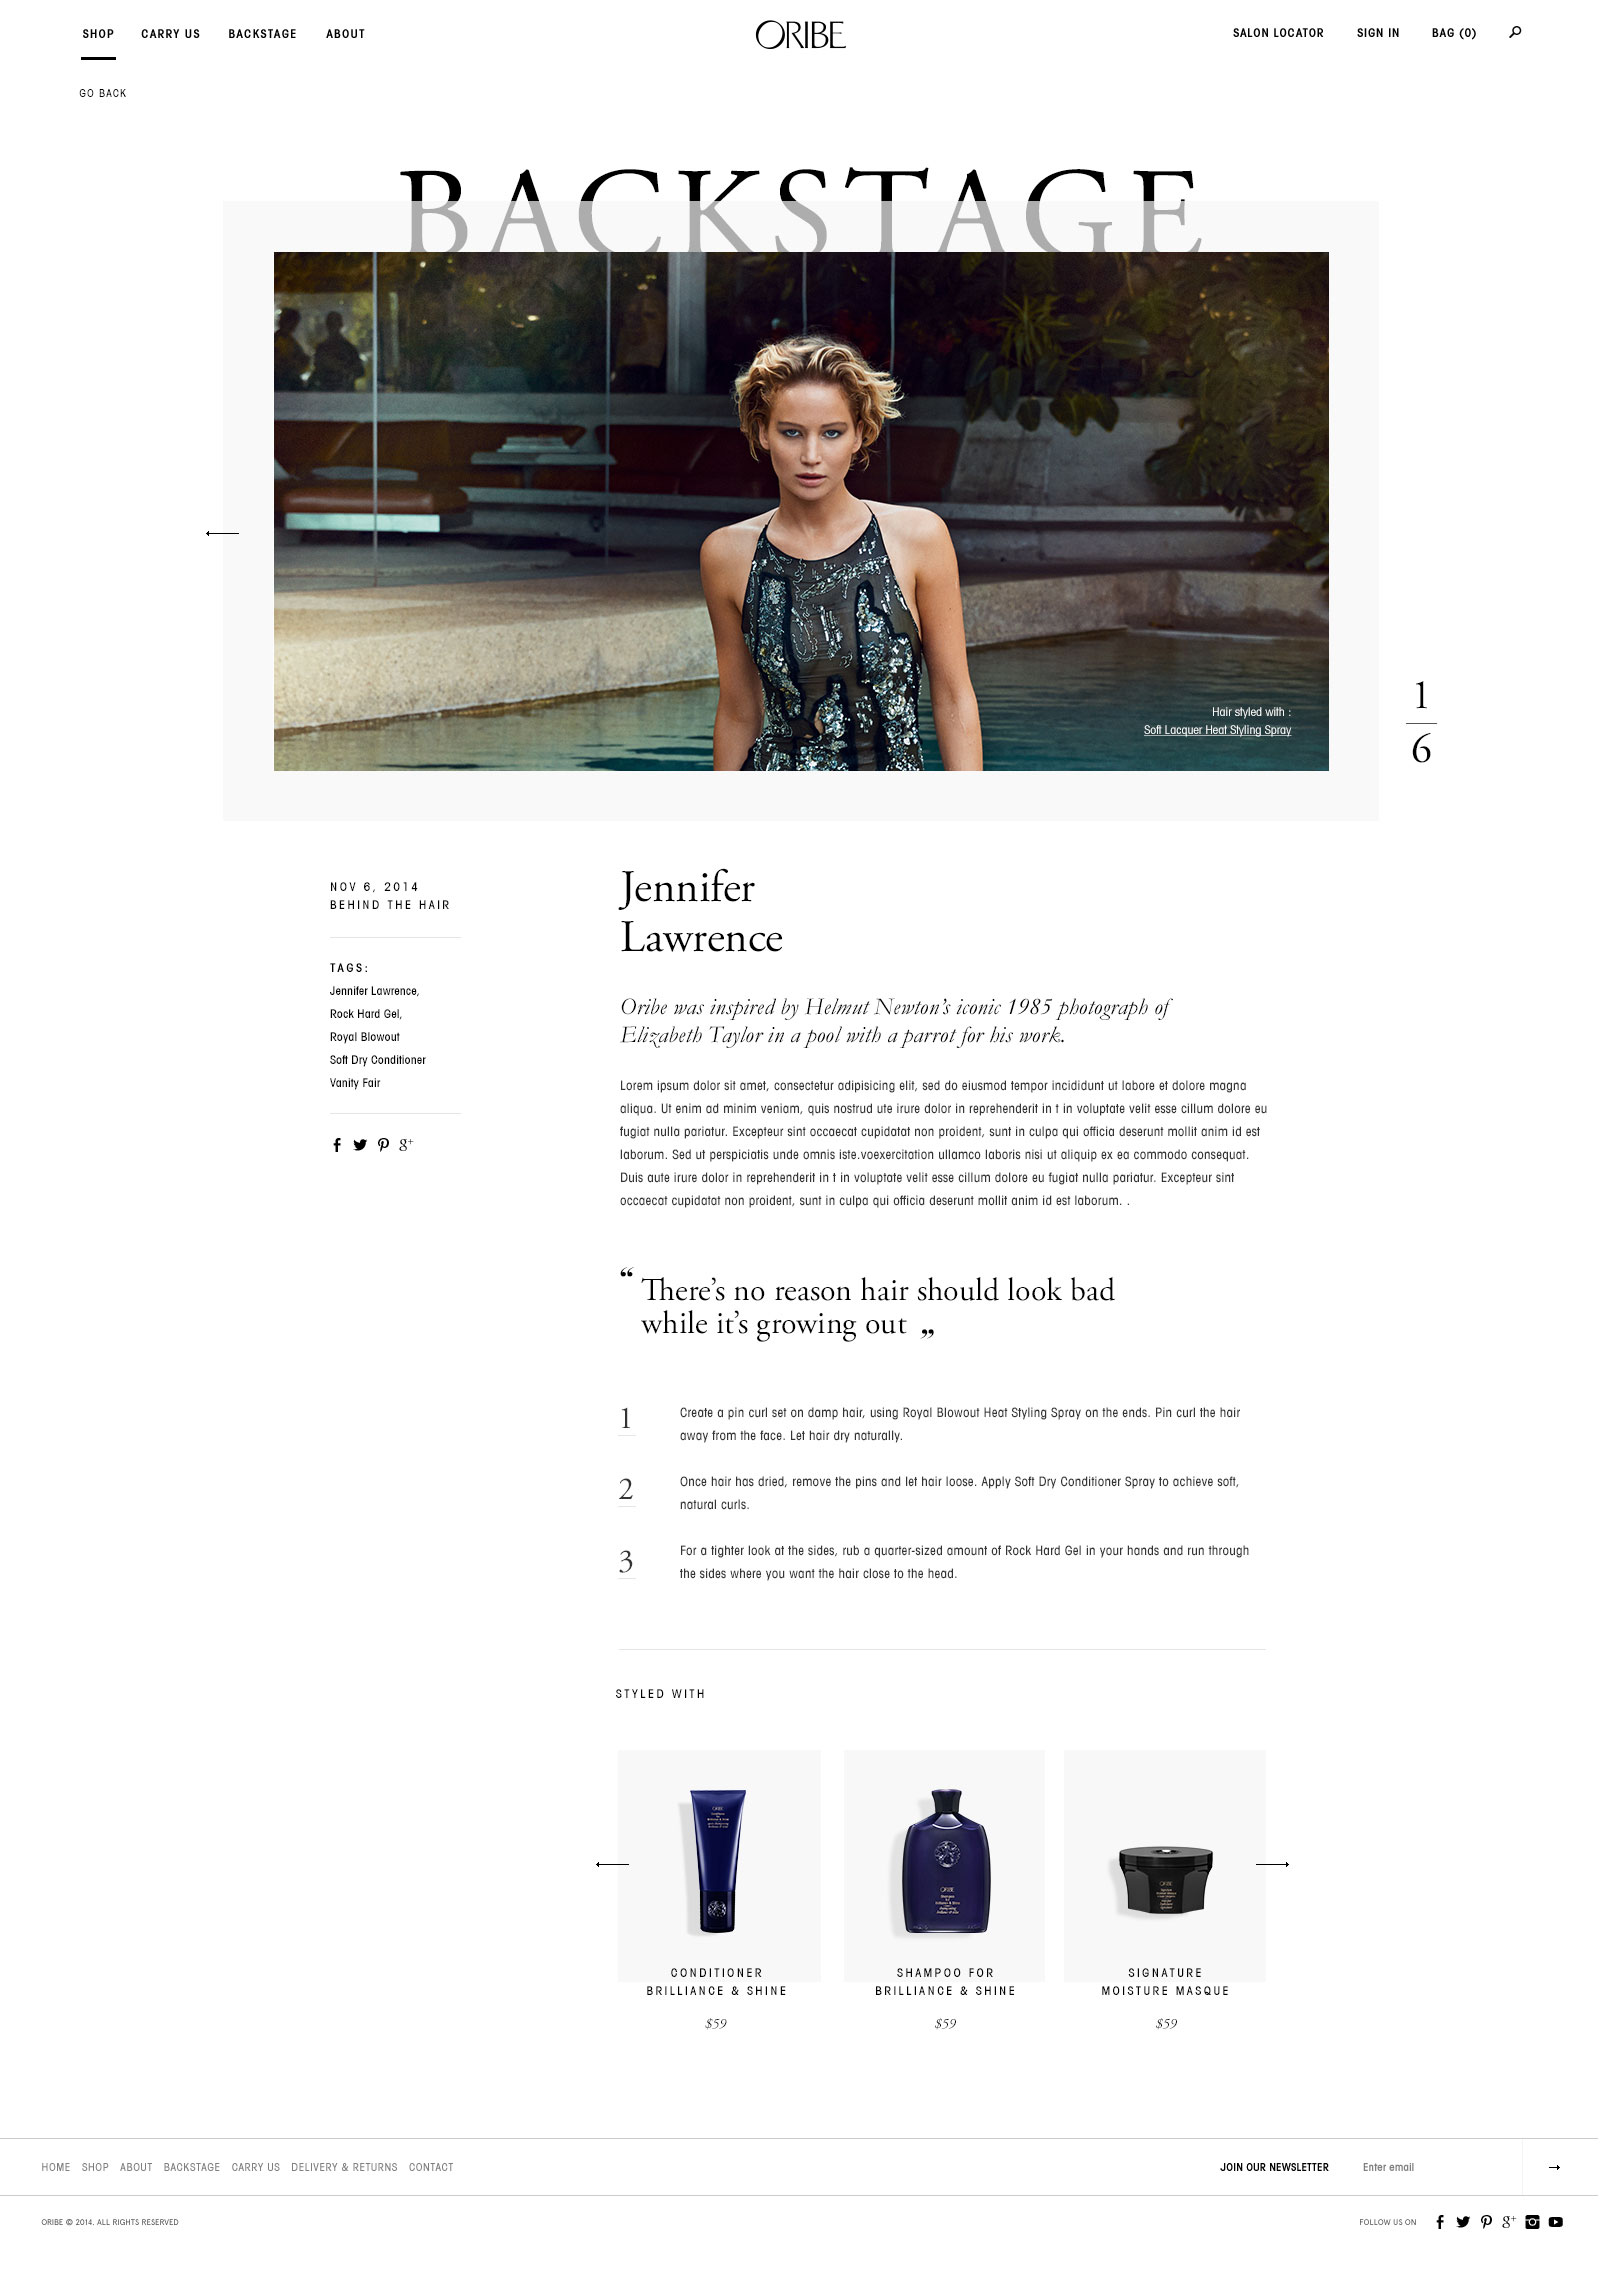 SHOP CARRY US BACKSTAGE ABOUT
ORIBE
SALON LOCATOR SIGN IN BAG (0)
GO BACK
BACKSTAGE
Hair styled with :
Soft Lacquer Heat Styling Spray
1
6
NOV 6, 2014
BEHIND THE HAIR
TAGS:
Jennifer Lawrence,
Rock Hard Gel,
Royal Blowout
Soft Dry Conditioner
Vanity Fair
Jennifer
Lawrence
Oribe was inspired by Helmut Newton’s iconic 1985 photograph of
Elizabeth Taylor in a pool with a parrot for his work.
Lorem ipsum dolor sit amet, consectetur adipisicing elit, sed do eiusmod tempor incididunt ut labore et dolore magna
aliqua. Ut enim ad minim veniam, quis nostrud ute irure dolor in reprehenderit in t in voluptate velit esse cillum dolore eu
fugiat nulla pariatur. Excepteur sint occaecat cupidatat non proident, sunt in culpa qui officia deserunt mollit anim id est
laborum. Sed ut perspiciatis unde omnis iste.voexercitation ullamco laboris nisi ut aliquip ex ea commodo consequat.
Duis aute irure dolor in reprehenderit in t in voluptate velit esse cillum dolore eu fugiat nulla pariatur. Excepteur sint
occaecat cupidatat non proident, sunt in culpa qui officia deserunt mollit anim id est laborum. .
“ There’s no reason hair should look bad
while it’s growing out ”
1 Create a pin curl set on damp hair, using Royal Blowout Heat Styling Spray on the ends. Pin curl the hair
away from the face. Let hair dry naturally.
2 Once hair has dried, remove the pins and let hair loose. Apply Soft Dry Conditioner Spray to achieve soft,
natural curls.
3 For a tighter look at the sides, rub a quarter-sized amount of Rock Hard Gel in your hands and run through
the sides where you want the hair close to the head.
STYLED WITH
ORIBE
ORIBE
ORIBE
CONDITIONER
BRILLIANCE & SHINE
$59
SHAMPOO FOR
BRILLIANCE & SHINE
$59
SIGNATURE
MOISTURE MASQUE
$59
HOME SHOP ABOUT BACKSTAGE CARRY US DELIVERY & RETURNS CONTACT
JOIN OUR NEWSLETTER Enter email
ORIBE © 2014. ALL RIGHTS RESERVED
FOLLOW US ON